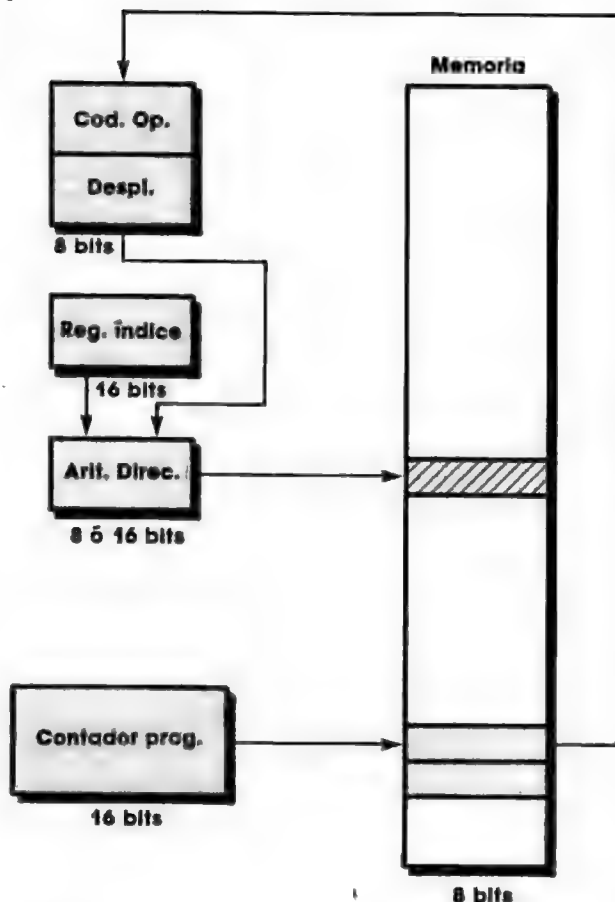 Memoria
Cod. Op.
Despl.
8 bits
Reg. índice
16 bits
Arit. Direc.
8 ó 16 bits
Contador prog.
16 bits
8 bits